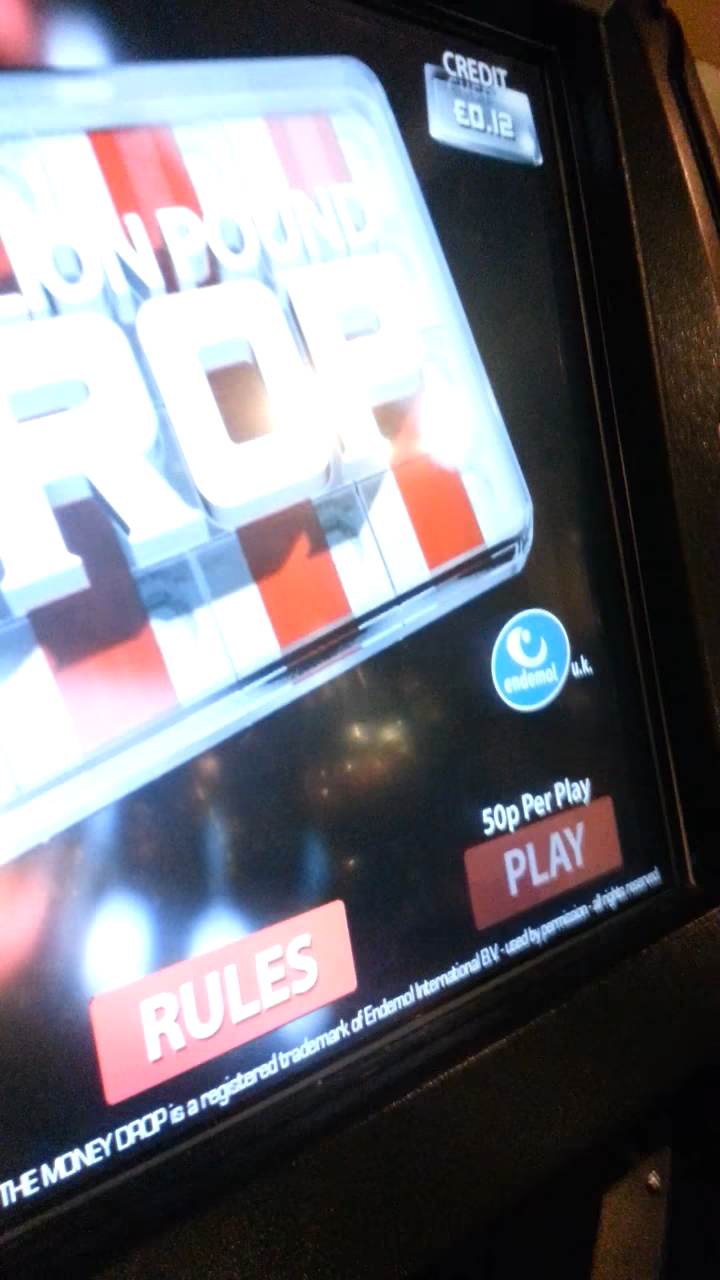 CREDIT
£0.12
LION POUND
ROP
endemol
u.k.
50p Per Play
PLAY
RULES
THE MONEY DROP is a registered trademark of Endemol International B.V. - used by permission - all rights reserved